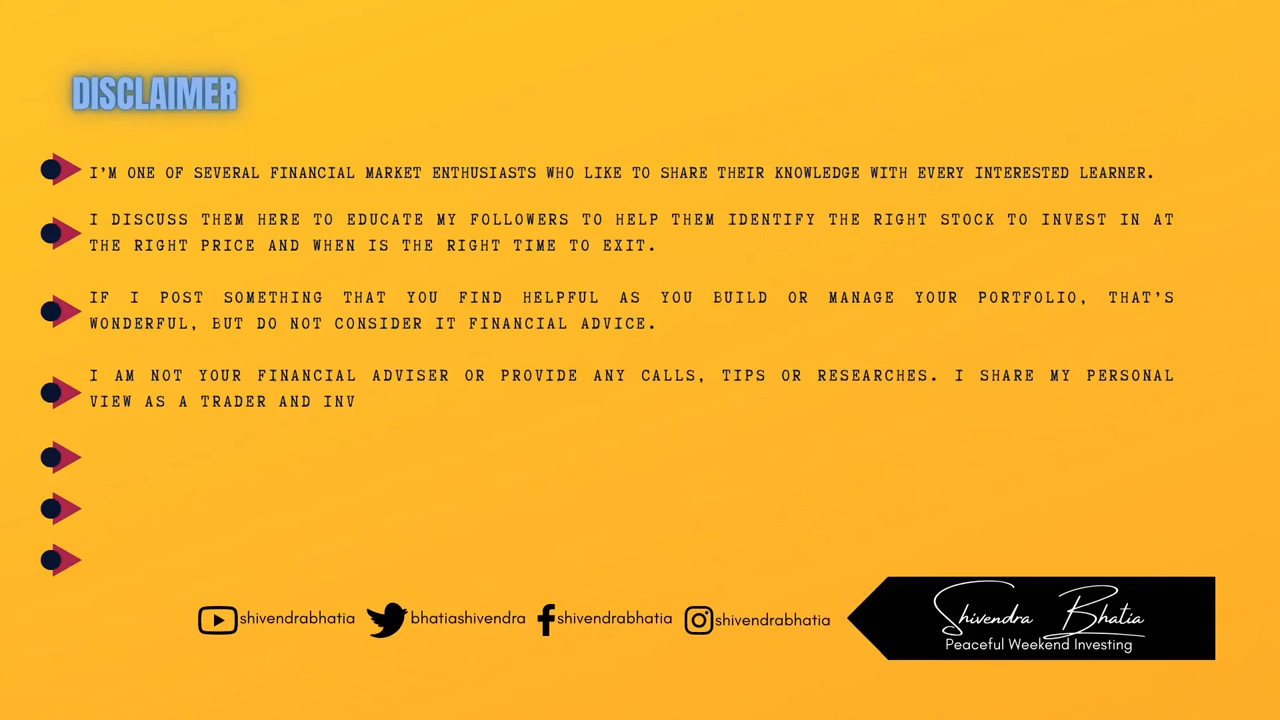 DISCLAIMER
I'M ONE OF SEVERAL FINANCIAL MARKET ENTHUSIASTS WHO LIKE TO SHARE THEIR KNOWLEDGE WITH EVERY INTERESTED LEARNER.
I DISCUSS THEM HERE TO EDUCATE MY FOLLOWERS TO HELP THEM IDENTIFY THE RIGHT STOCK TO INVEST IN AT
THE RIGHT PRICE AND WHEN IS THE RIGHT TIME TO EXIT.
IF I POST SOMETHING THAT YOU FIND HELPFUL AS YOU BUILD OR MANAGE YOUR PORTFOLIO, THAT'S
WONDERFUL, BUT DO NOT CONSIDER IT FINANCIAL ADVICE.
I AM NOT YOUR FINANCIAL ADVISER OR PROVIDE ANY CALLS, TIPS OR RESEARCHES. I SHARE MY PERSONAL
VIEW AS A TRADER AND INV
shivendrabhatia bhatiashivendra shivendrabhatia shivendrabhatia
Shivendra Bhatia
Peaceful Weekend Investing